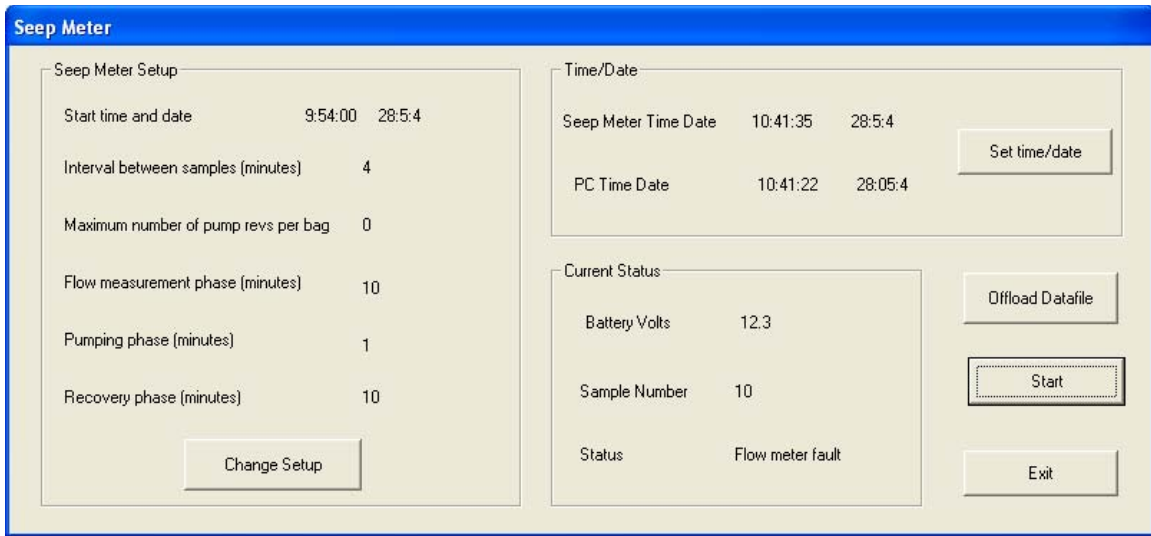 Seep Meter
Seep Meter Setup
Start time and date 9:54:00 28:5:4
Interval between samples (minutes) 4
Maximum number of pump revs per bag 0
Flow measurement phase (minutes) 10
Pumping phase (minutes) 1
Recovery phase (minutes) 10
Change Setup
Time/Date
Seep Meter Time Date 10:41:35 28:5:4
PC Time Date 10:41:22 28:05:4
Set time/date
Current Status
Battery Volts 12.3
Sample Number 10
Status Flow meter fault
Offload Datafile
Start
Exit